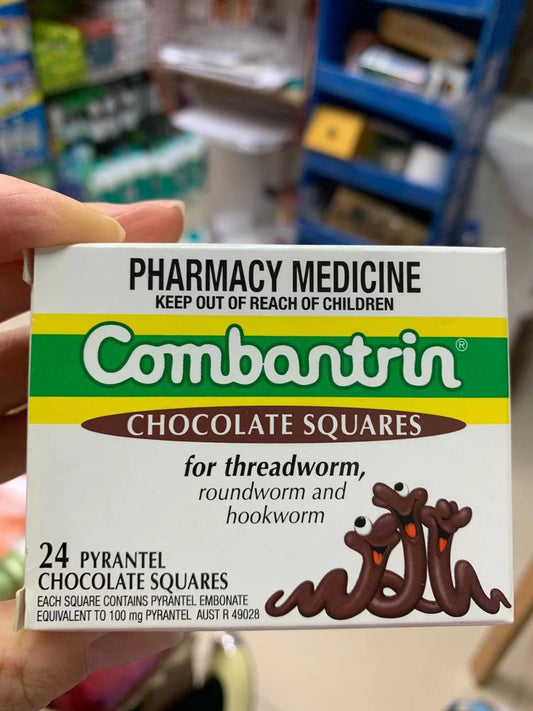 PHARMACY MEDICINE
KEEP OUT OF REACH OF CHILDREN
Combantrin®
CHOCOLATE SQUARES
for threadworm,
roundworm and
hookworm
24 PYRANTEL
CHOCOLATE SQUARES
EACH SQUARE CONTAINS PYRANTEL EMBONATE
EQUIVALENT TO 100 mg PYRANTEL AUST R 49028